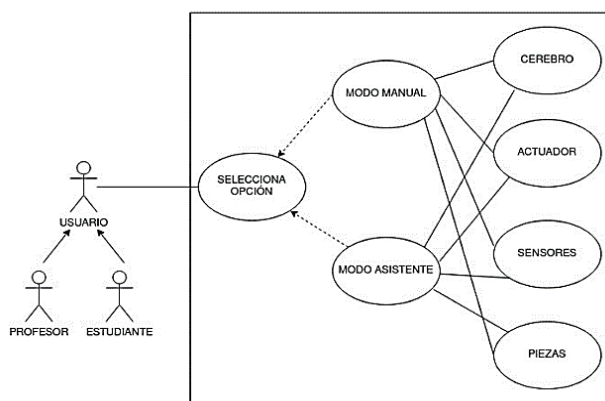 CEREBRO
MODO MANUAL
ACTUADOR
SELECCIONA
OPCIÓN
USUARIO
SENSORES
MODO ASISTENTE
PROFESOR
ESTUDIANTE
PIEZAS